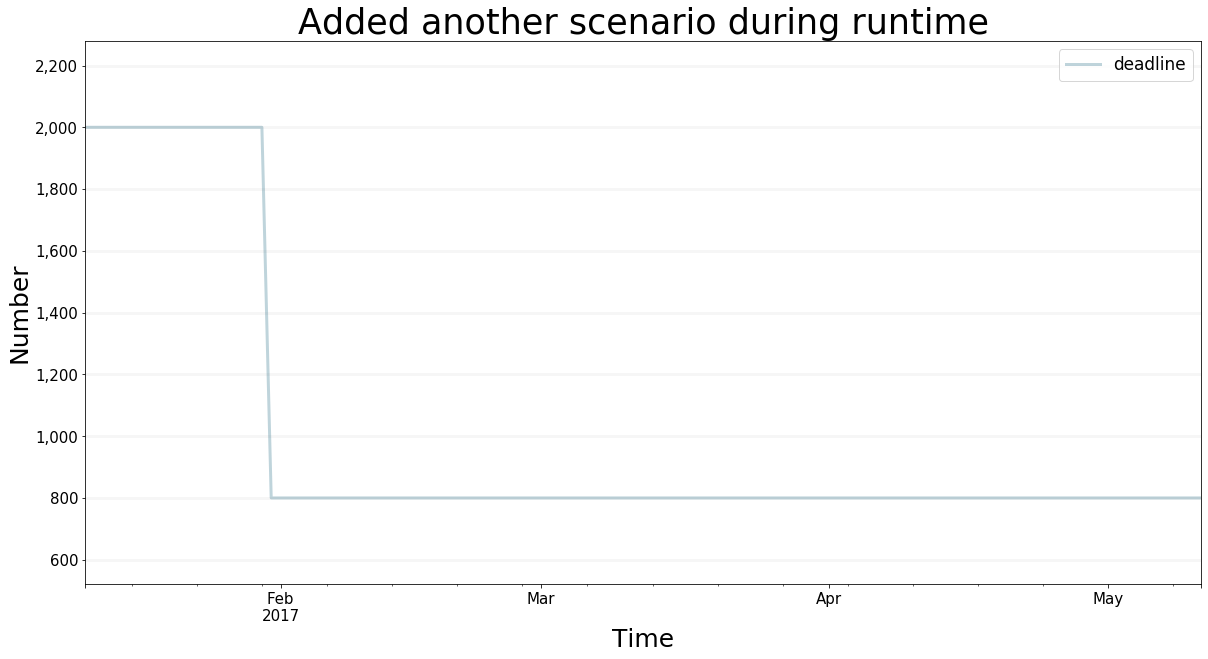 Added another scenario during runtime
deadline
Number
2,200
2,000
1,800
1,600
1,400
1,200
1,000
800
600
Feb
2017
Mar
Apr
May
Time